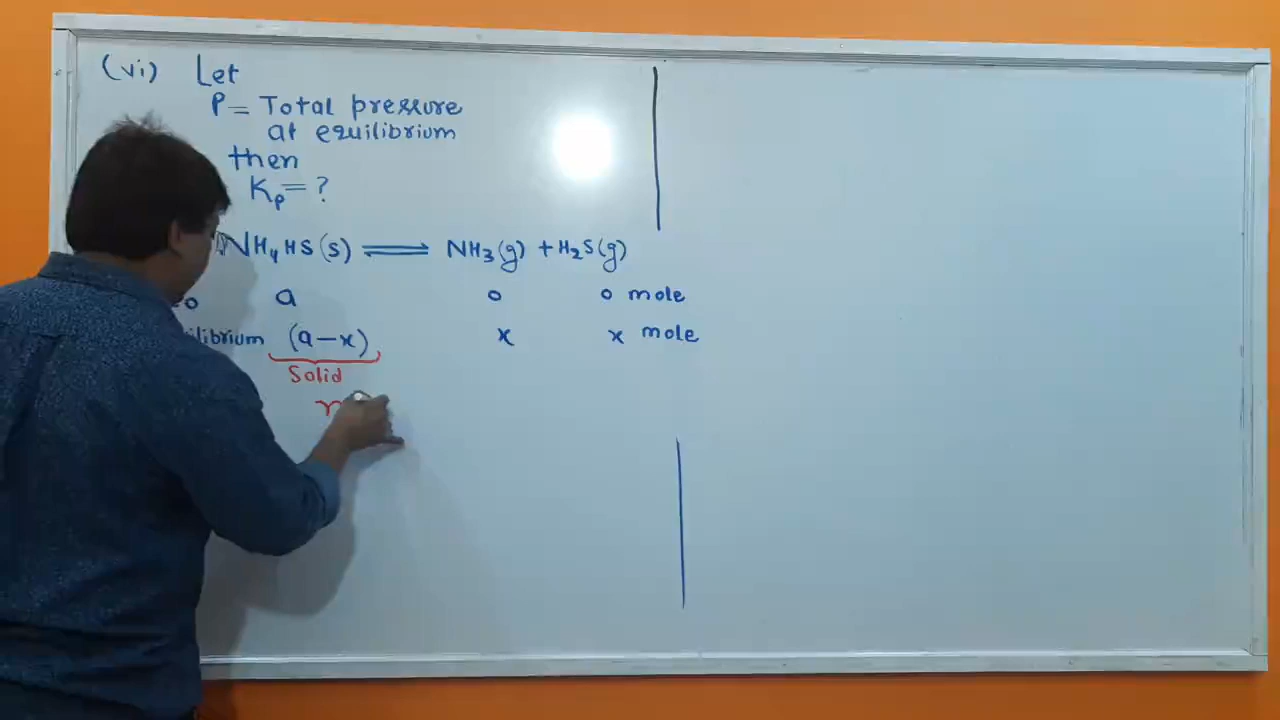 (vi) Let
P = Total pressure
at equilibrium
then
Kp = ?
NH4HS(s) ⇌ NH3(g) + H2S(g)
a 0 0 mole
(a-x) x x mole
Solid